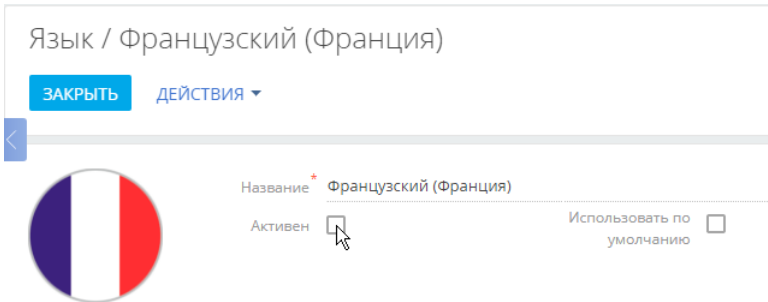 Язык / Французский (Франция)
ЗАКРЫТЬ ДЕЙСТВИЯ
Название* Французский (Франция)
Активен Использовать по
умолчанию